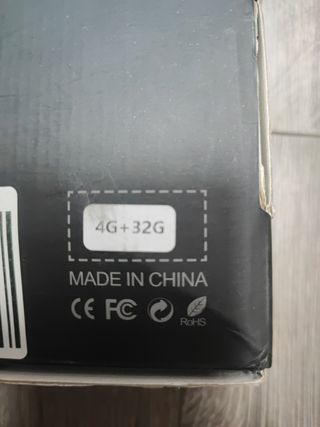 4G+32G
MADE IN CHINA
CE FC
RoHS